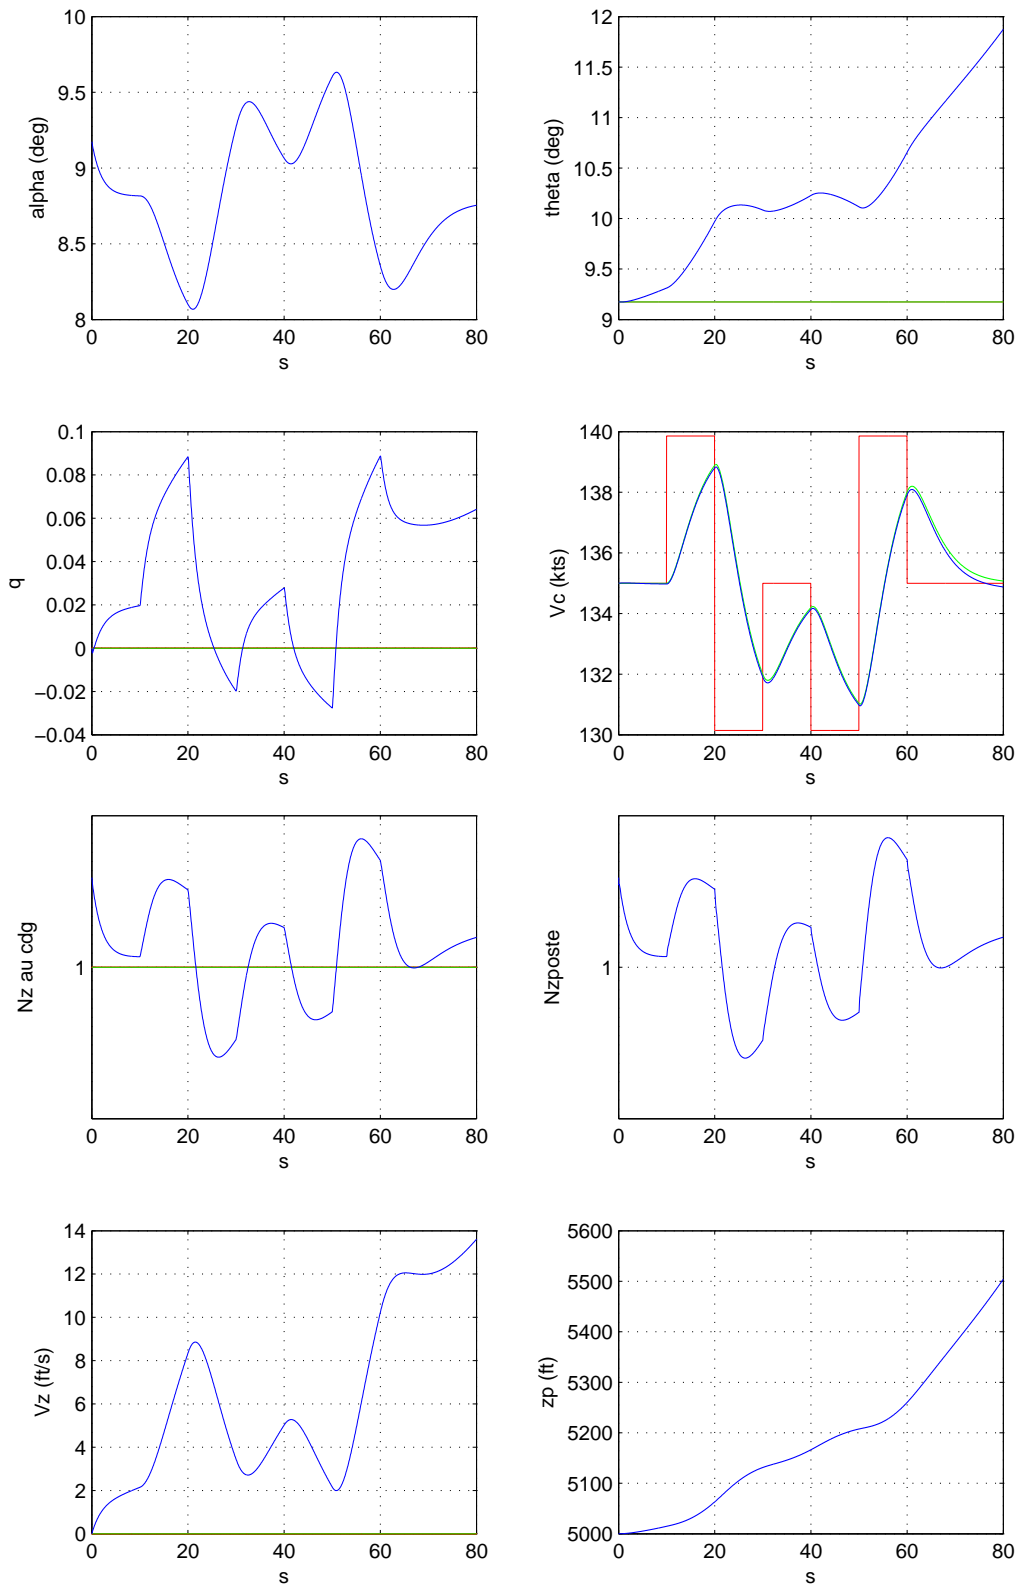 10
9.5
9
8.5
8
0 20 40 60 80
s
alpha (deg)
12
11.5
11
10.5
10
9.5
9
0 20 40 60 80
s
theta (deg)
0.1
0.08
0.06
0.04
0.02
0
−0.02
−0.04
0 20 40 60 80
s
q
140
138
135
134
132
130
0 20 40 60 80
s
Vc (kts)
1
0 20 40 60 80
s
Nz au cdg
1
0 20 40 60 80
s
Nzposte
14
12
10
8
6
4
2
0
0 20 40 60 80
s
Vz (ft/s)
5600
5500
5400
5300
5200
5100
5000
0 20 40 60 80
s
zp (ft)